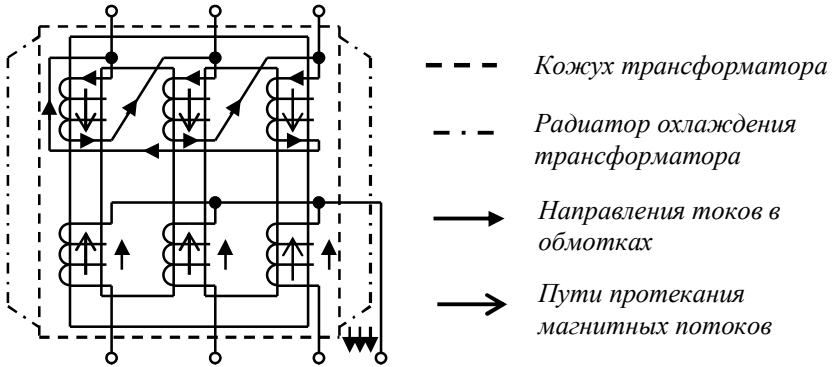 Кожух трансформатора
Радиатор охлаждения
трансформатора
Направления токов в
обмотках
Пути протекания
магнитных потоков